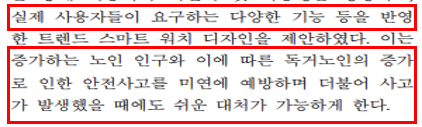 실제 사용자들이 요구하는 다양한 기능 등을 반영
한 트렌드 스마트 워치 디자인을 제안하였다. 이는
증가하는 노인 인구와 이에 따른 독거노인의 증가
로 인한 안전사고를 미연에 예방하며 더불어 사고
가 발생했을 때에도 쉬운 대처가 가능하게 한다.